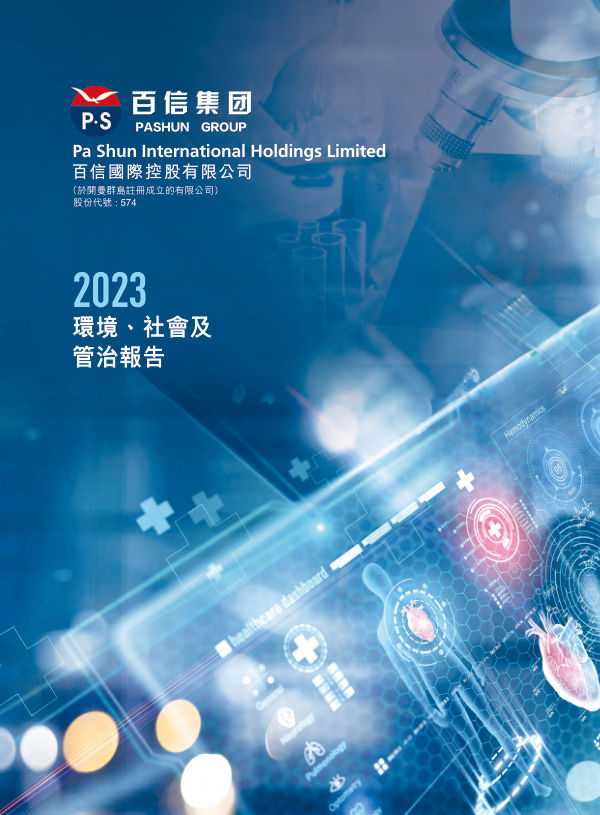 P·S
百信集团
PASHUN GROUP
Pa Shun International Holdings Limited
百信國際控股有限公司
(於開曼群島註冊成立的有限公司)
股份代號 : 574
2023
環境、社會及
管治報告
Hemodynamics
healthcare dashboard
General
Neurology
Pulmonology
Optometry